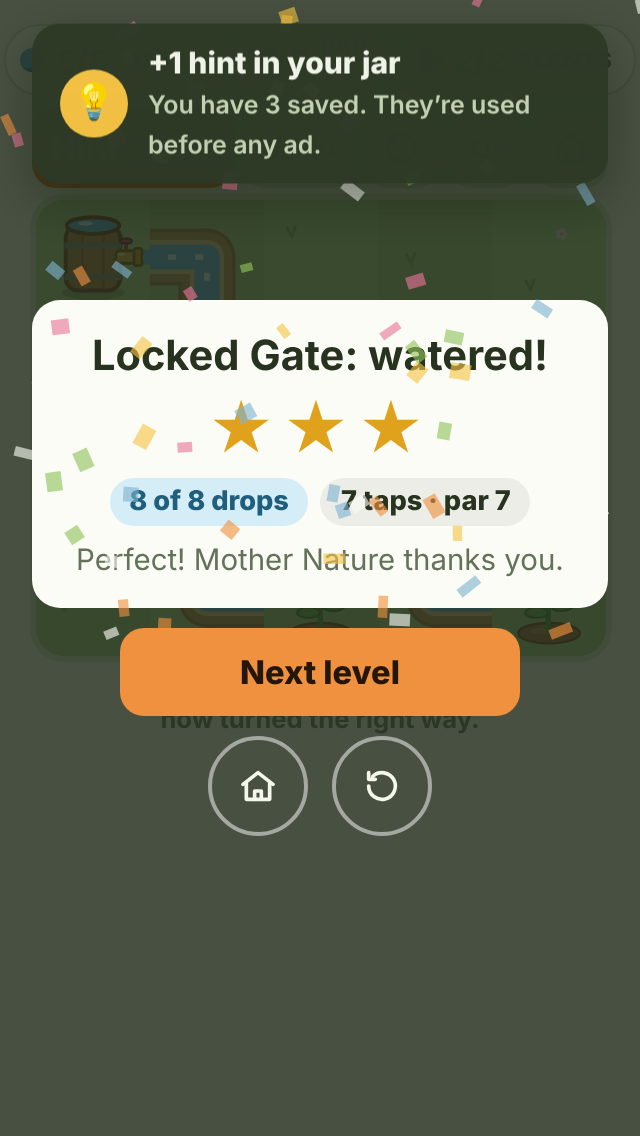 +1 hint in your jar
You have 3 saved. They're used
before any ad.
Locked Gate: watered!
8 of 8 drops
7 taps · par 7
Perfect! Mother Nature thanks you.
Next level
now turned the right way.